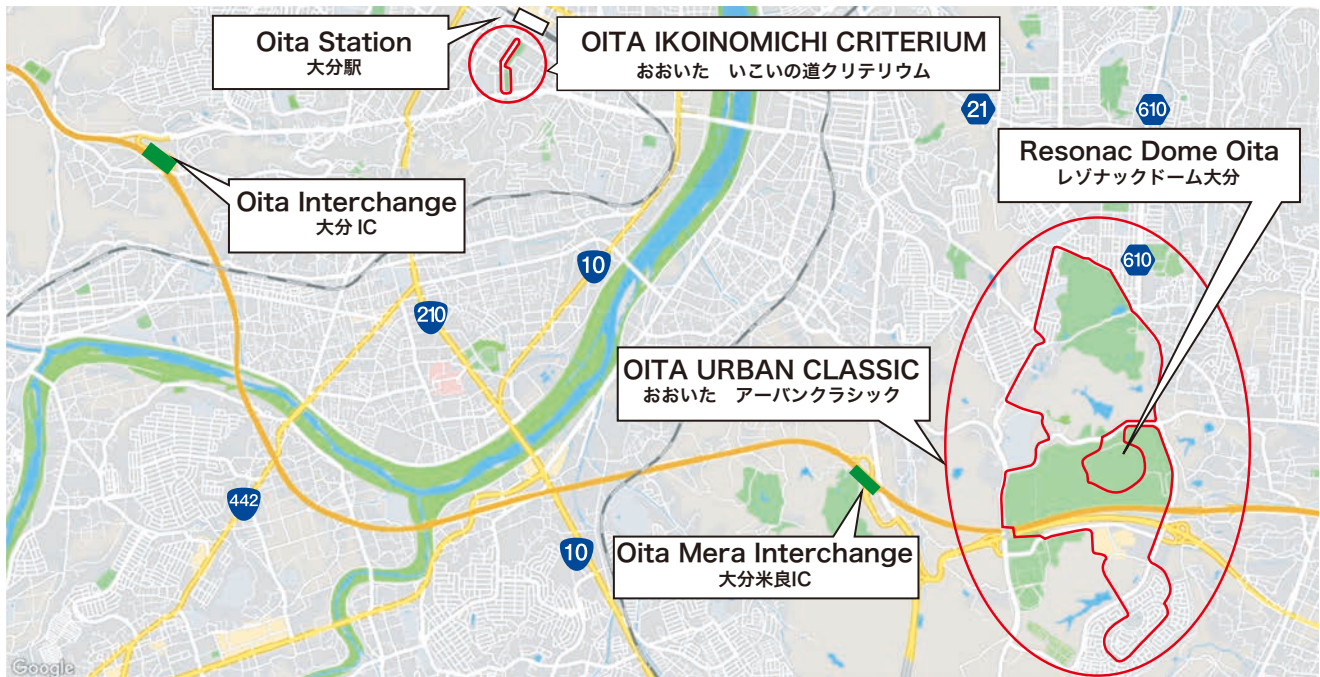 Oita Station
大分駅
OITA IKOINOMICHI CRITERIUM
おおいた　いこいの道クリテリウム
21
610
Resonac Dome Oita
レゾナックドーム大分
Oita Interchange
大分 IC
10
610
210
OITA URBAN CLASSIC
おおいた　アーバンクラシック
442
10
Oita Mera Interchange
大分米良IC
Google